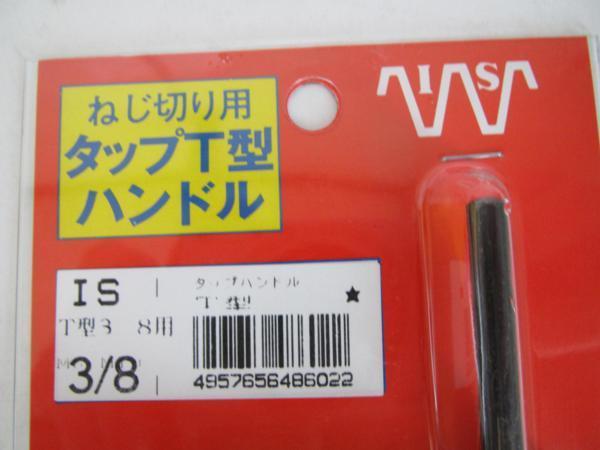 ねじ切り用
タップT型
ハンドル
IS
IS
タップハンドル
T型
★
T型3 8用
3/8
4957656486022